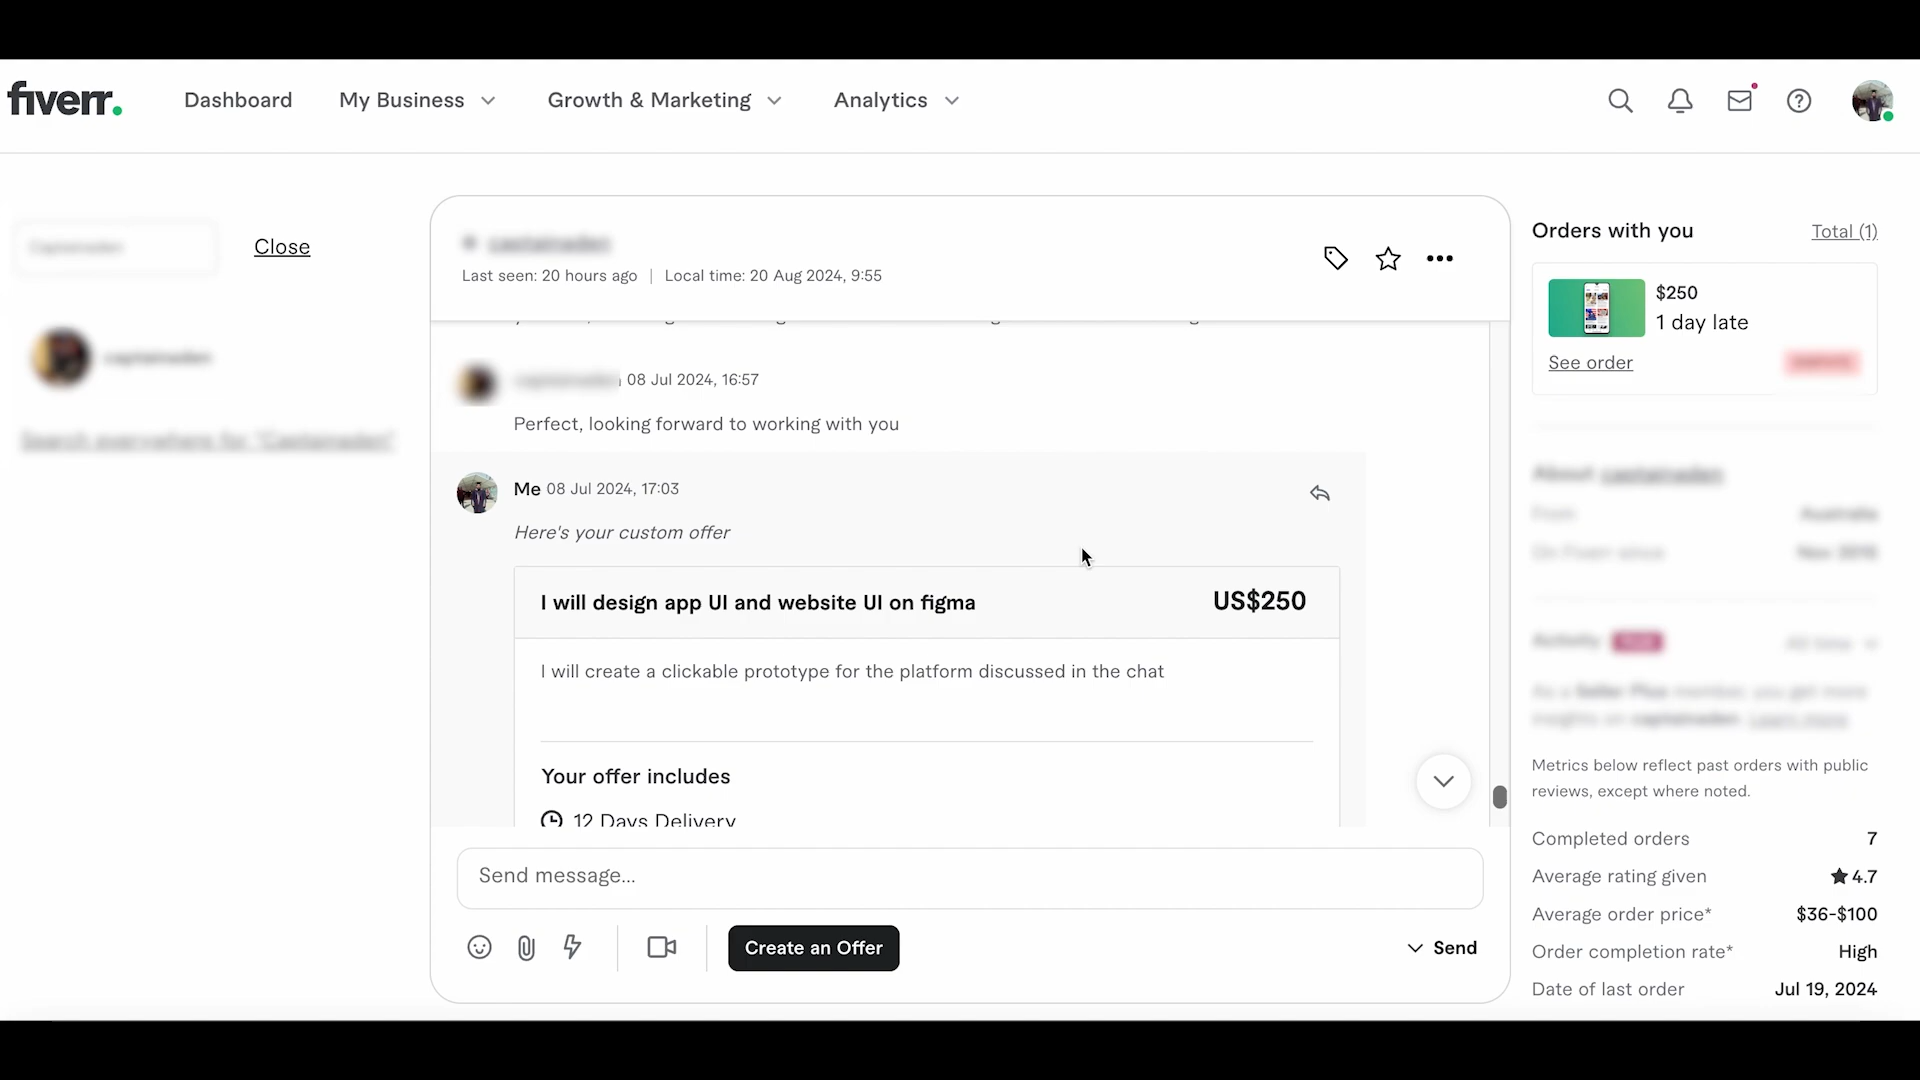 fiverr.
Dashboard
My Business
Growth & Marketing
Analytics
Close
Last seen: 20 hours ago | Local time: 20 Aug 2024, 9:55
08 Jul 2024, 16:57
Perfect, looking forward to working with you
Me 08 Jul 2024, 17:03
Here's your custom offer
I will design app UI and website UI on figma
US$250
I will create a clickable prototype for the platform discussed in the chat
Your offer includes
12 Days Delivery
Send message...
Create an Offer
Send
Orders with you
Total (1)
$250
1 day late
See order
Metrics below reflect past orders with public
reviews, except where noted.
Completed orders 7
Average rating given 4.7
Average order price* $36-$100
Order completion rate* High
Date of last order Jul 19, 2024